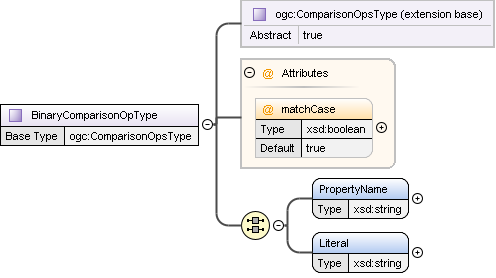 ogc:ComparisonOpsType (extension base)
Abstract true
@ Attributes
@ matchCase
Type xsd:boolean
Default true
BinaryComparisonOpType
Base Type ogc:ComparisonOpsType
PropertyName
Type xsd:string
Literal
Type xsd:string